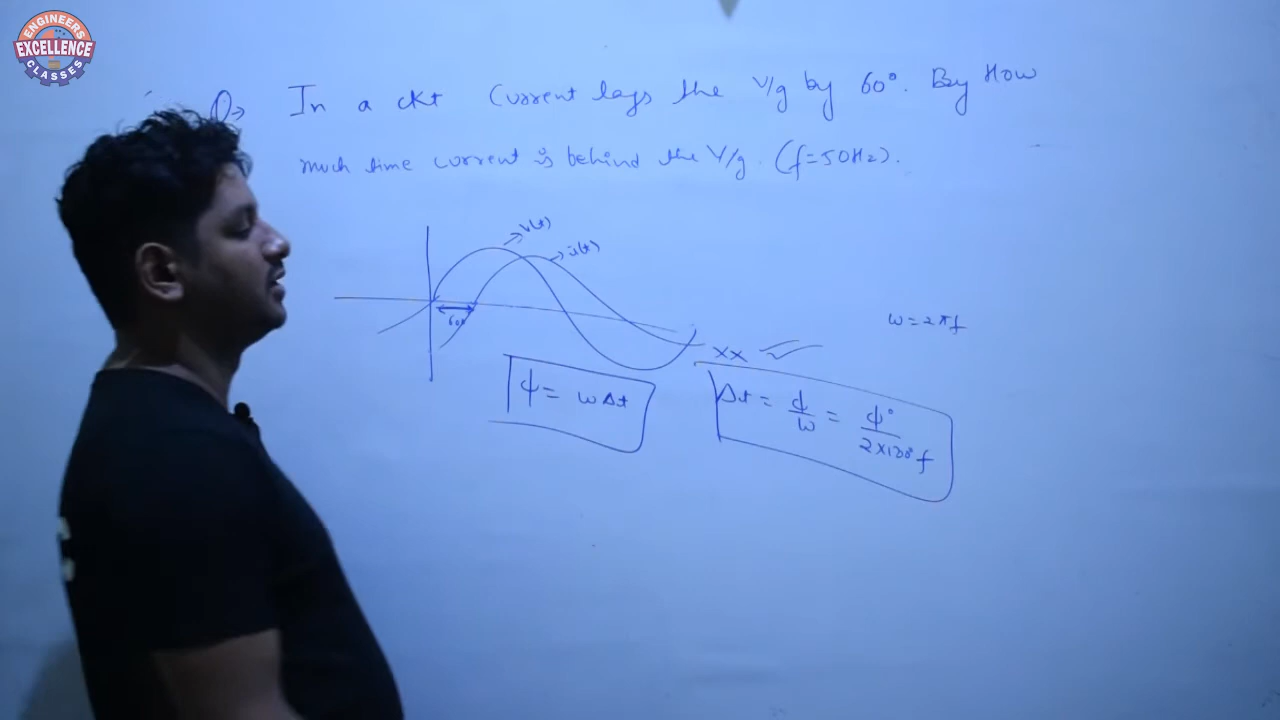 ENGINEERS
EXCELLENCE
CLASSES
Q→ In a ckt Current lags the V/g by 60°. By How
much time current is behind the V/g. (f=50Hz).
V(t)
i(t)
60°
ω = 2πf
xx
φ = ωΔt
Δt = φ/ω = φ°/2×180° f